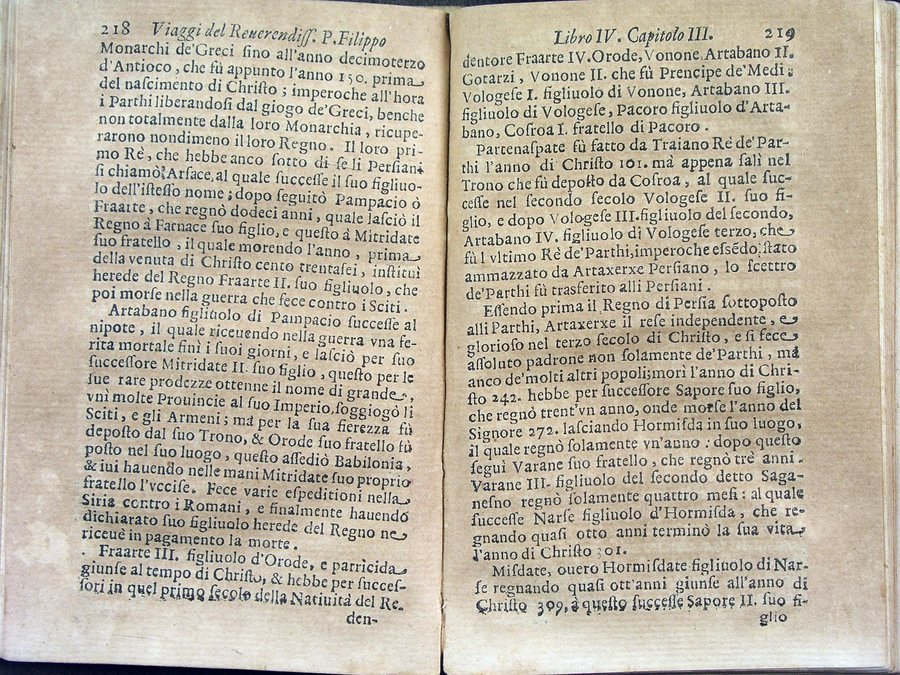 218 Viaggi del Reuerendiſſ. P. Filippo
Monarchi de'Greci ſino all'anno decimoterzo
d'Antioco, che fù appunto l'anno 150. prima
del naſcimento di Chriſto; imperoche all'hora
i Parthi liberandoſi dal giogo de'Greci, benche
non totalmente dalla loro Monarchia, ricupe-
rarono nondimeno il loro Regno. Il loro pri-
mo Rè, che hebbe anco ſotto di ſe li Perſiani
ſi chiamò Arſace, al quale ſucceſſe il ſuo figliuo-
lo dell'iſteſſo nome; dopo ſeguitò Pampacio ò
Fraarte, che regnò dodeci anni, quale laſciò il
Regno à Farnace ſuo figlio, e queſto à Mitridate
ſuo fratello, il quale morendo l'anno, prima
della venuta di Chriſto cento trentaſei, inſtituì
herede del Regno Fraarte II. ſuo figliuolo, che
poi morſe nella guerra che fece contro i Sciti.
Artabano figliuolo di Pampacio ſucceſſe al
nipote, il quale riceuendo nella guerra vna fe-
rita mortale finì i ſuoi giorni, e laſciò per ſuo
ſucceſſore Mitridate II. ſuo figlio, queſto per le
ſue rare prodezze ottenne il nome di grande,
vnì molte Prouincie al ſuo Imperio, ſoggiogò li
Sciti, e gli Armeni; mà per la ſua fierezza fù
depoſto dal ſuo Trono, & Orode ſuo fratello fù
poſto nel ſuo luogo, queſto aſſediò Babilonia,
& iui hauendo nelle mani Mitridate ſuo proprio
fratello l'vcciſe. Fece varie eſpeditioni nella
Siria contro i Romani, e finalmente hauendo
dichiarato ſuo figliuolo herede del Regno ne
riceuè in pagamento la morte.
Fraarte III. figliuolo d'Orode, e parricida
giunſe al tempo di Chriſto, & hebbe per ſucceſ-
ſori in quel primo ſecolo della Natiuità del Re-
den-
Libro IV. Capitolo III. 219
dentore Fraarte IV. Orode, Vonone, Artabano II.
Gotarzi, Vonone II. che fù Prencipe de'Medi;
Vologeſe I. figliuolo di Vonone, Artabano III.
figliuolo di Vologeſe, Pacoro figliuolo d'Arta-
bano, Coſroa I. fratello di Pacoro.
Partenaſpate fù fatto da Traiano Rè de'Par-
thi l'anno di Chriſto 101. mà appena ſalì nel
Trono che fù depoſto da Coſroa, al quale ſuc-
ceſſe nel ſecondo ſecolo Vologeſe II. ſuo fi-
glio, e dopo Vologeſe III. figliuolo del ſecondo,
Artabano IV. figliuolo di Vologeſe terzo, che
fù l vltimo Rè de'Parthi, imperoche eſſẽdo ſtato
ammazzato da Artaxerxe Perſiano, lo ſcettro
de'Parthi fù trasferito alli Perſiani.
Eſſendo prima il Regno di Perſia ſottopoſto
alli Parthi, Artaxerxe il reſe independente, e
glorioſo nel terzo ſecolo di Chriſto, e ſi fece
aſſoluto padrone non ſolamente de'Parthi, mà
anco de'molti altri popoli; morì l'anno di Chri-
ſto 242. hebbe per ſucceſſore Sapore ſuo figlio,
che regnò trent'vn anno, onde morſe l'anno del
Signore 272. laſciando Hormiſda in ſuo luogo,
il quale regnò ſolamente vn'anno: dopo queſto
ſeguì Varane ſuo fratello, che regnò trè anni.
Varane III. figliuolo del ſecondo detto Saga-
neſno regnò ſolamente quattro meſi: al quale
ſucceſſe Narſe figliuolo d'Hormiſda, che re-
gnando quaſi otto anni terminò la ſua vita
l'anno di Chriſto 301.
Miſdate, ouero Hormiſdate figliuolo di Nar-
ſe regnando quaſi ott'anni giunſe all'anno di
Chriſto 309, à queſto ſucceſſe Sapore II. ſuo fi-
glio